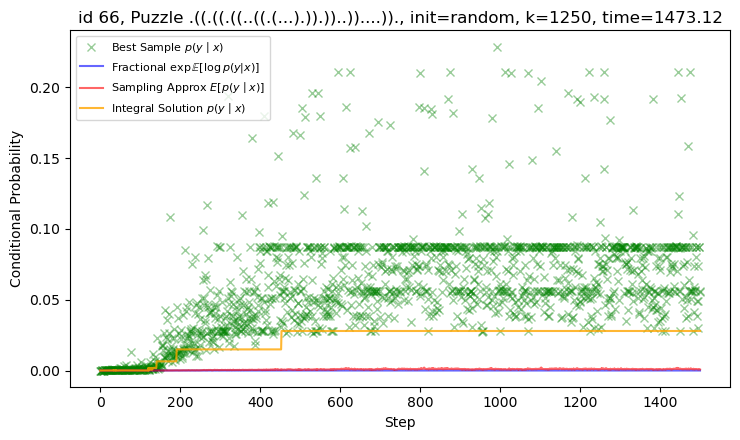 id 66, Puzzle .((.((.((..((.(...).)).))..))....))., init=random, k=1250, time=1473.12
Best Sample p(y | x)
Fractional exp𝔼[log p(y|x)]
Sampling Approx E[p(y | x)]
Integral Solution p(y | x)
Conditional Probability
0.20
0.15
0.10
0.05
0.00
0 200 400 600 800 1000 1200 1400
Step